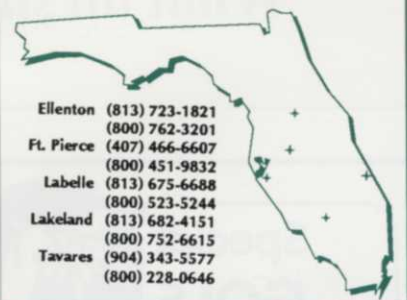 Ellenton (813) 723-1821
(800) 762-3201
Ft. Pierce (407) 466-6607
(800) 451-9832
Labelle (813) 675-6688
(800) 523-5244
Lakeland (813) 682-4151
(800) 752-6615
Tavares (904) 343-5577
(800) 228-0646